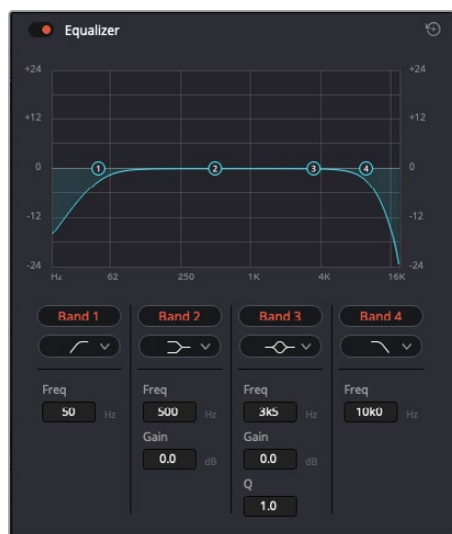 Equalizer
+24 +24
+12 +12
1 2 3 4
0 0
-12 -12
-24 -24
Hz 62 250 1K 4K 16K
Band 1 Band 2 Band 3 Band 4
Freq Freq Freq Freq
50 Hz 500 Hz 3k5 Hz 10k0 Hz
Gain Gain
0.0 dB 0.0 dB
Q
1.0